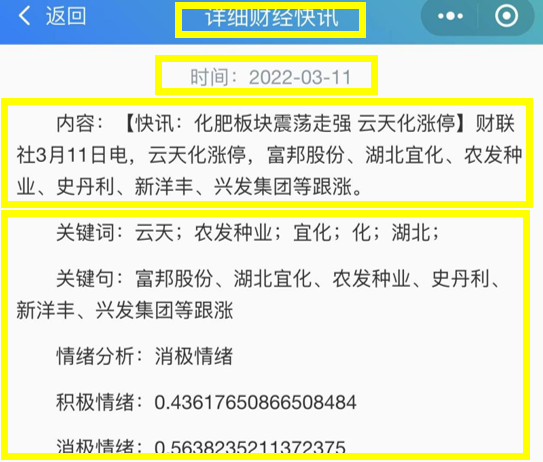 返回
详细财经快讯
时间：2022-03-11
内容：【快讯：化肥板块震荡走强 云天化涨停】财联
社3月11日电，云天化涨停，富邦股份、湖北宜化、农发种
业、史丹利、新洋丰、兴发集团等跟涨。
关键词：云天；农发种业；宜化；化；湖北；
关键句：富邦股份、湖北宜化、农发种业、史丹利、
新洋丰、兴发集团等跟涨
情绪分析：消极情绪
积极情绪：0.43617650866508484
消极情绪：0.5638235211372375